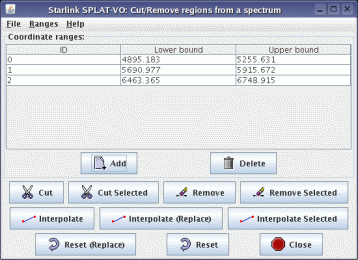 Starlink SPLAT-VO: Cut/Remove regions from a spectrum
File Ranges Help
Coordinate ranges:
ID Lower bound Upper bound
0 4895.183 5255.631
1 5690.977 5915.672
2 6463.365 6748.915
Add Delete
Cut Cut Selected Remove Remove Selected
Interpolate Interpolate (Replace) Interpolate Selected
Reset (Replace) Reset Close